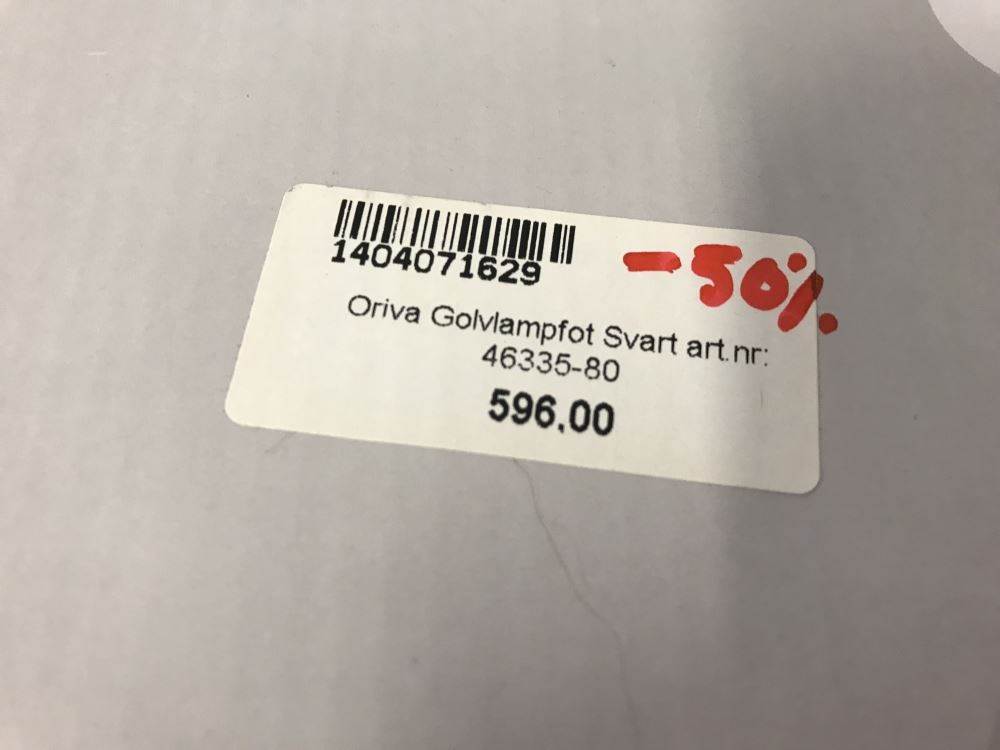 1404071629
-50%
Oriva Golvlampfot Svart art.nr:
46335-80
596,00